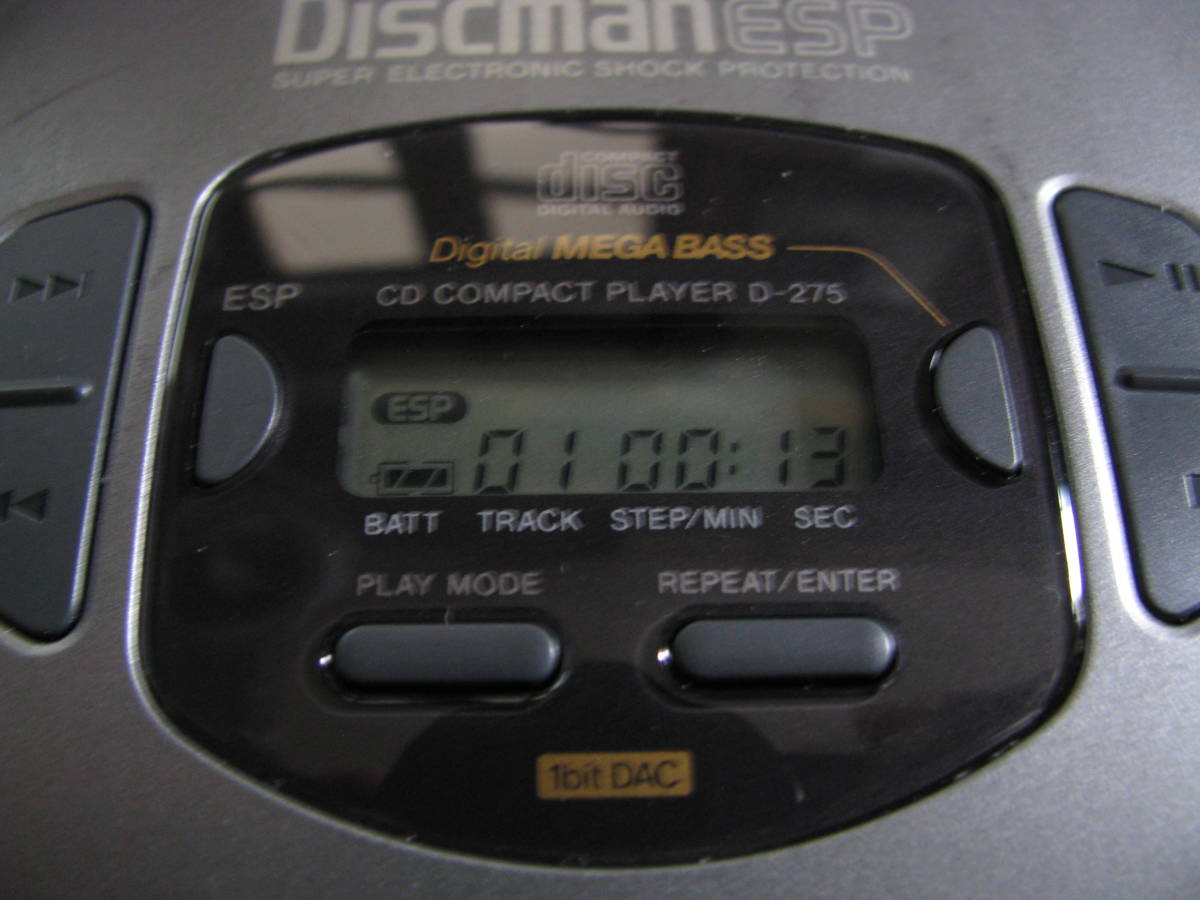 Discman ESP
SUPER ELECTRONIC SHOCK PROTECTION
COMPACT
disc
DIGITAL AUDIO
Digital MEGA BASS
ESP
CD COMPACT PLAYER D-275
ESP
01 00:13
BATT TRACK STEP/MIN SEC
PLAY MODE REPEAT/ENTER
1bit DAC